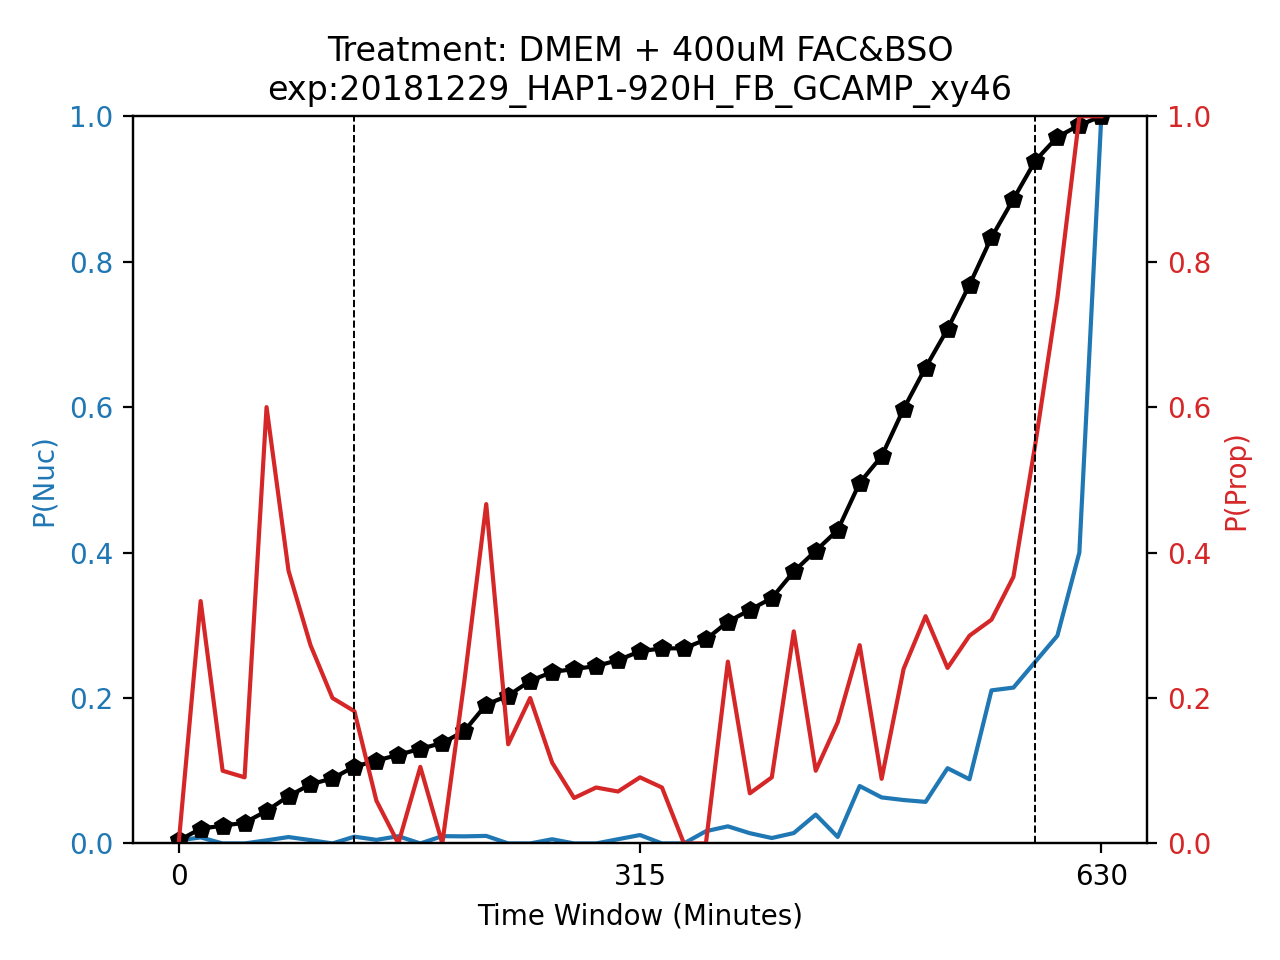 Treatment: DMEM + 400uM FAC&BSO
exp:20181229_HAP1-920H_FB_GCAMP_xy46
1.0
0.8
0.6
0.4
0.2
0.0
P(Nuc)
1.0
0.8
0.6
0.4
0.2
0.0
P(Prop)
0 315 630
Time Window (Minutes)